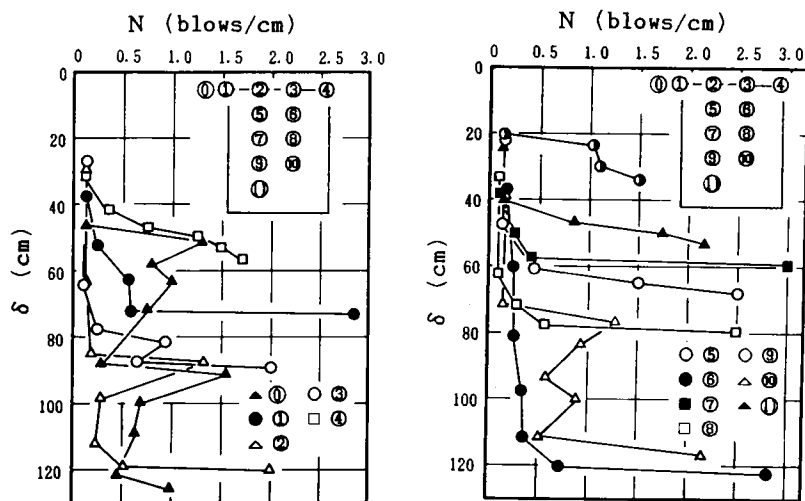 N (blows/cm)
0 0.5 1.0 1.5 2.0 2.5 3.0
0
20
40
60
80
100
120
δ (cm)
⓪ ① ② ③ ④
⑤ ⑥
⑦ ⑧
⑨ ⑩
⑪
▲ ⓪ ○ ③
● ① □ ④
△ ②
N (blows/cm)
0 0.5 1.0 1.5 2.0 2.5 3.0
0
20
40
60
80
100
120
δ (cm)
⓪ ① ② ③ ④
⑤ ⑥
⑦ ⑧
⑨ ⑩
⑪
○ ⑤ ○ ⑨
● ⑥ △ ⑩
■ ⑦ ▲ ⑪
□ ⑧